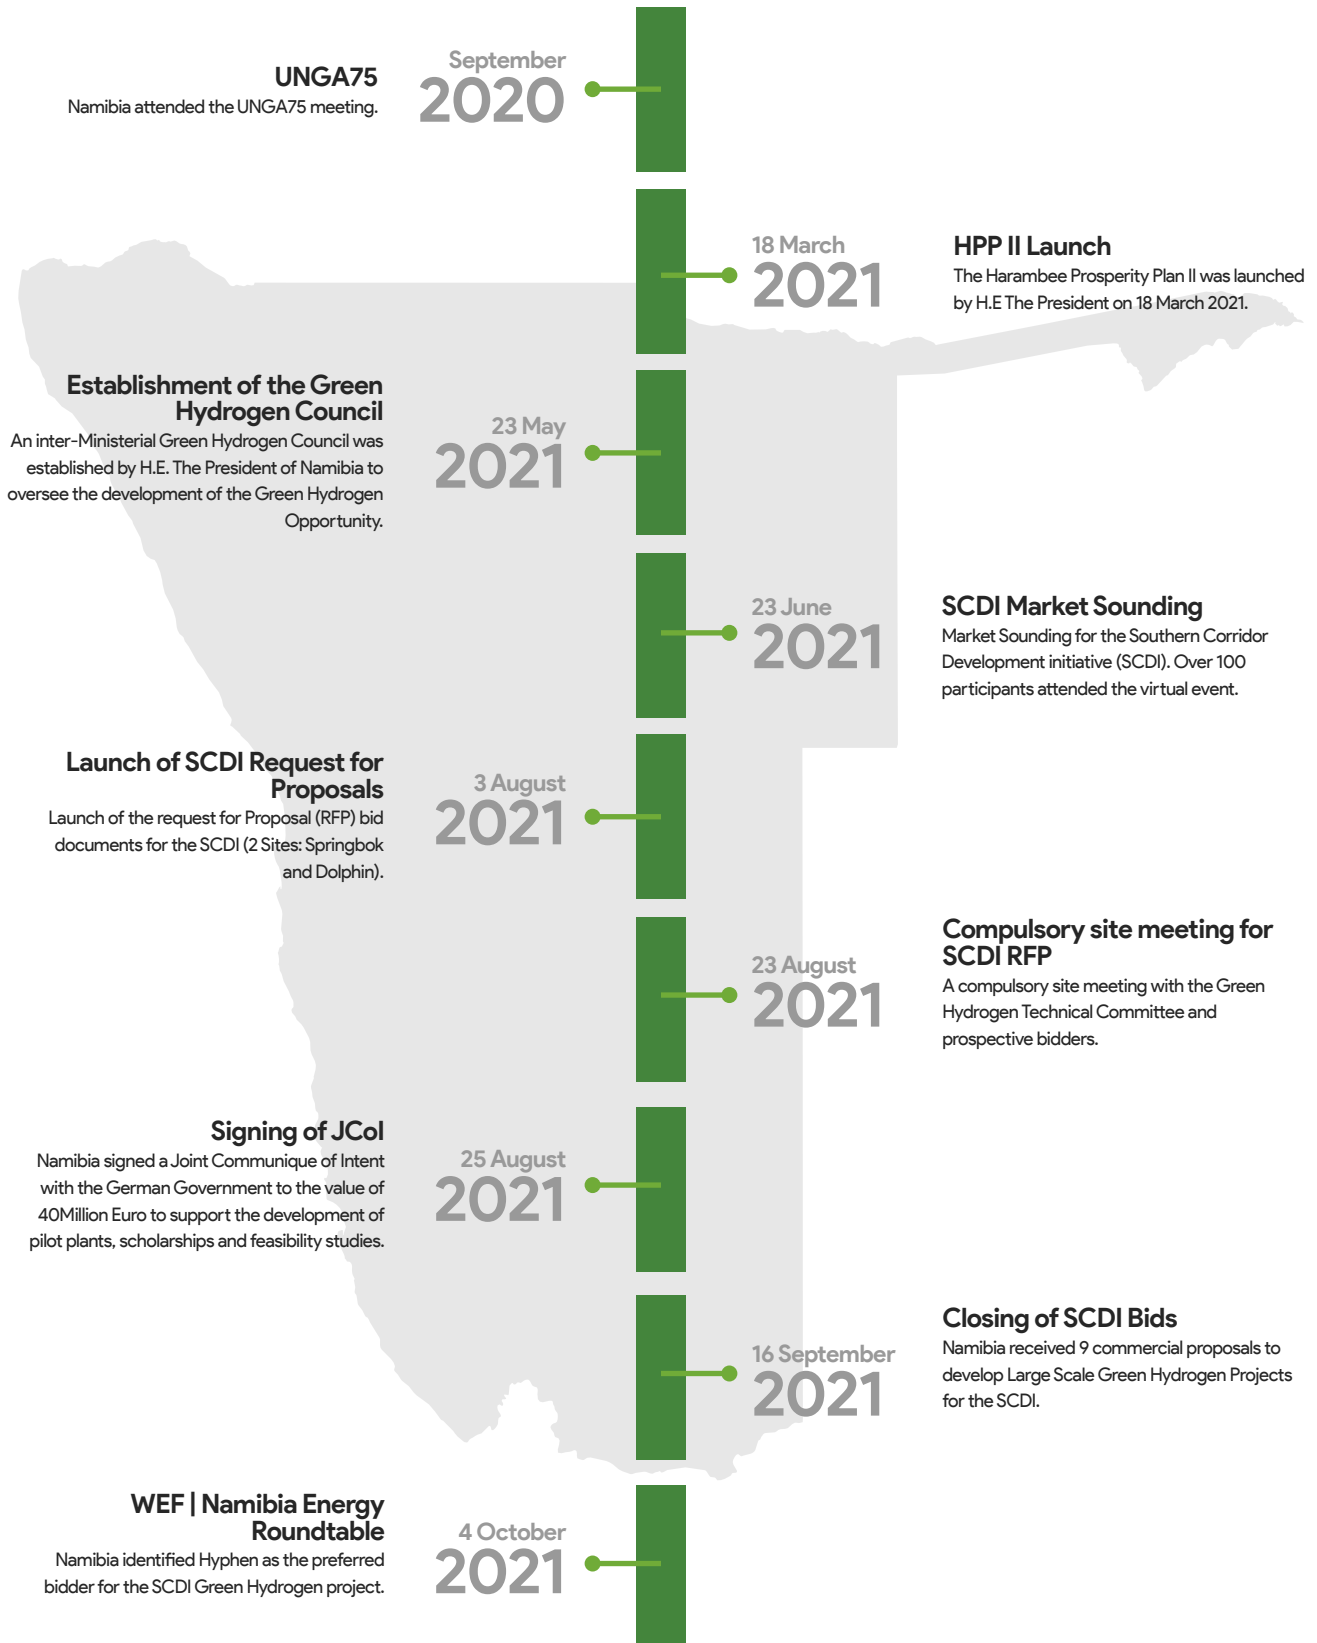 September
2020
UNGA75
Namibia attended the UNGA75 meeting.
18 March
2021
HPP II Launch
The Harambee Prosperity Plan II was launched
by H.E The President on 18 March 2021.
Establishment of the Green
Hydrogen Council
An inter-Ministerial Green Hydrogen Council was
established by H.E. The President of Namibia to
oversee the development of the Green Hydrogen
Opportunity.
23 May
2021
23 June
2021
SCDI Market Sounding
Market Sounding for the Southern Corridor
Development initiative (SCDI). Over 100
participants attended the virtual event.
Launch of SCDI Request for
Proposals
Launch of the request for Proposal (RFP) bid
documents for the SCDI (2 Sites: Springbok
and Dolphin).
3 August
2021
23 August
2021
Compulsory site meeting for
SCDI RFP
A compulsory site meeting with the Green
Hydrogen Technical Committee and
prospective bidders.
Signing of JCoI
Namibia signed a Joint Communique of Intent
with the German Government to the value of
40Million Euro to support the development of
pilot plants, scholarships and feasibility studies.
25 August
2021
16 September
2021
Closing of SCDI Bids
Namibia received 9 commercial proposals to
develop Large Scale Green Hydrogen Projects
for the SCDI.
WEF | Namibia Energy
Roundtable
Namibia identified Hyphen as the preferred
bidder for the SCDI Green Hydrogen project.
4 October
2021